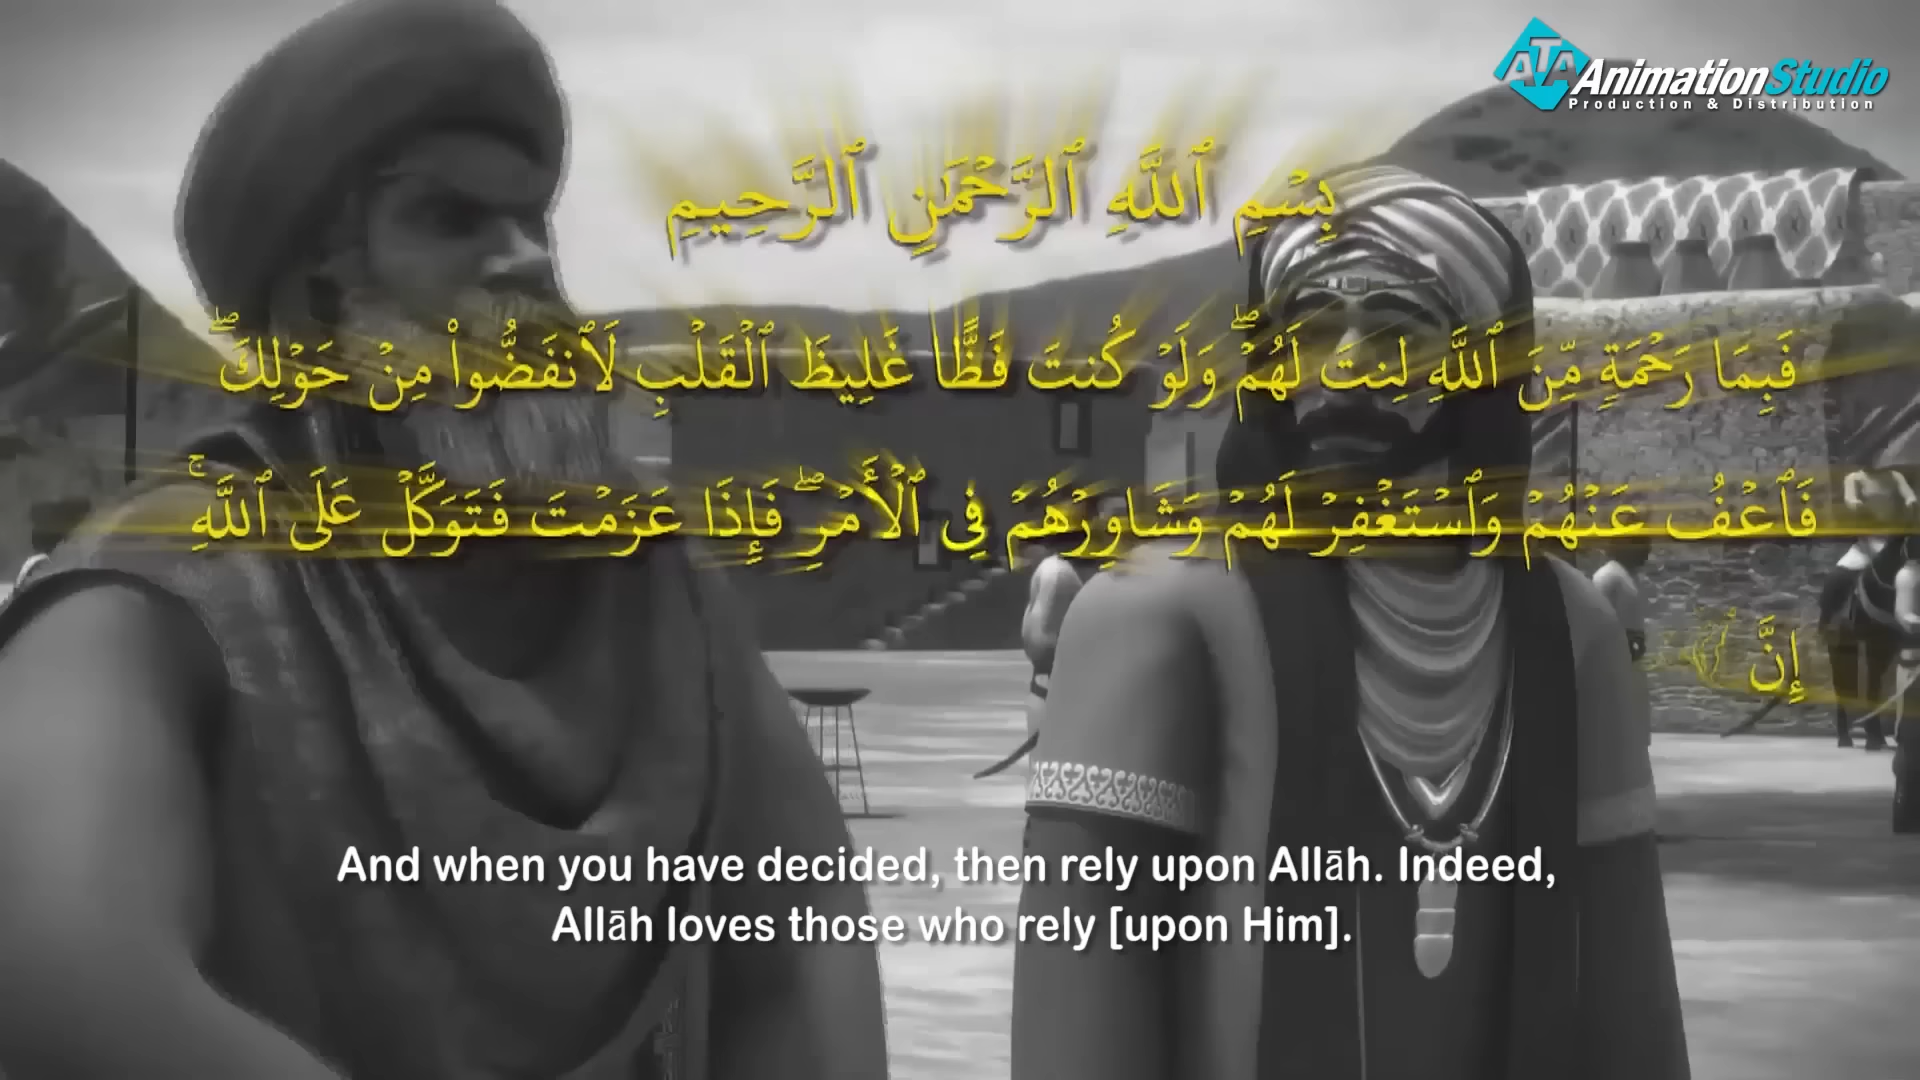 ATA AnimationStudio
Production & Distribution
بِسْمِ ٱللَّهِ ٱلرَّحْمَٰنِ ٱلرَّحِيمِ
فَبِمَا رَحْمَةٍ مِّنَ ٱللَّهِ لِنتَ لَهُمْ ۖ وَلَوْ كُنتَ فَظًّا غَلِيظَ ٱلْقَلْبِ لَٱنفَضُّوا۟ مِنْ حَوْلِكَ ۖ
فَٱعْفُ عَنْهُمْ وَٱسْتَغْفِرْ لَهُمْ وَشَاوِرْهُمْ فِى ٱلْأَمْرِ ۖ فَإِذَا عَزَمْتَ فَتَوَكَّلْ عَلَى ٱللَّهِ ۚ
إِنَّ
And when you have decided, then rely upon Allāh. Indeed,
Allāh loves those who rely [upon Him].